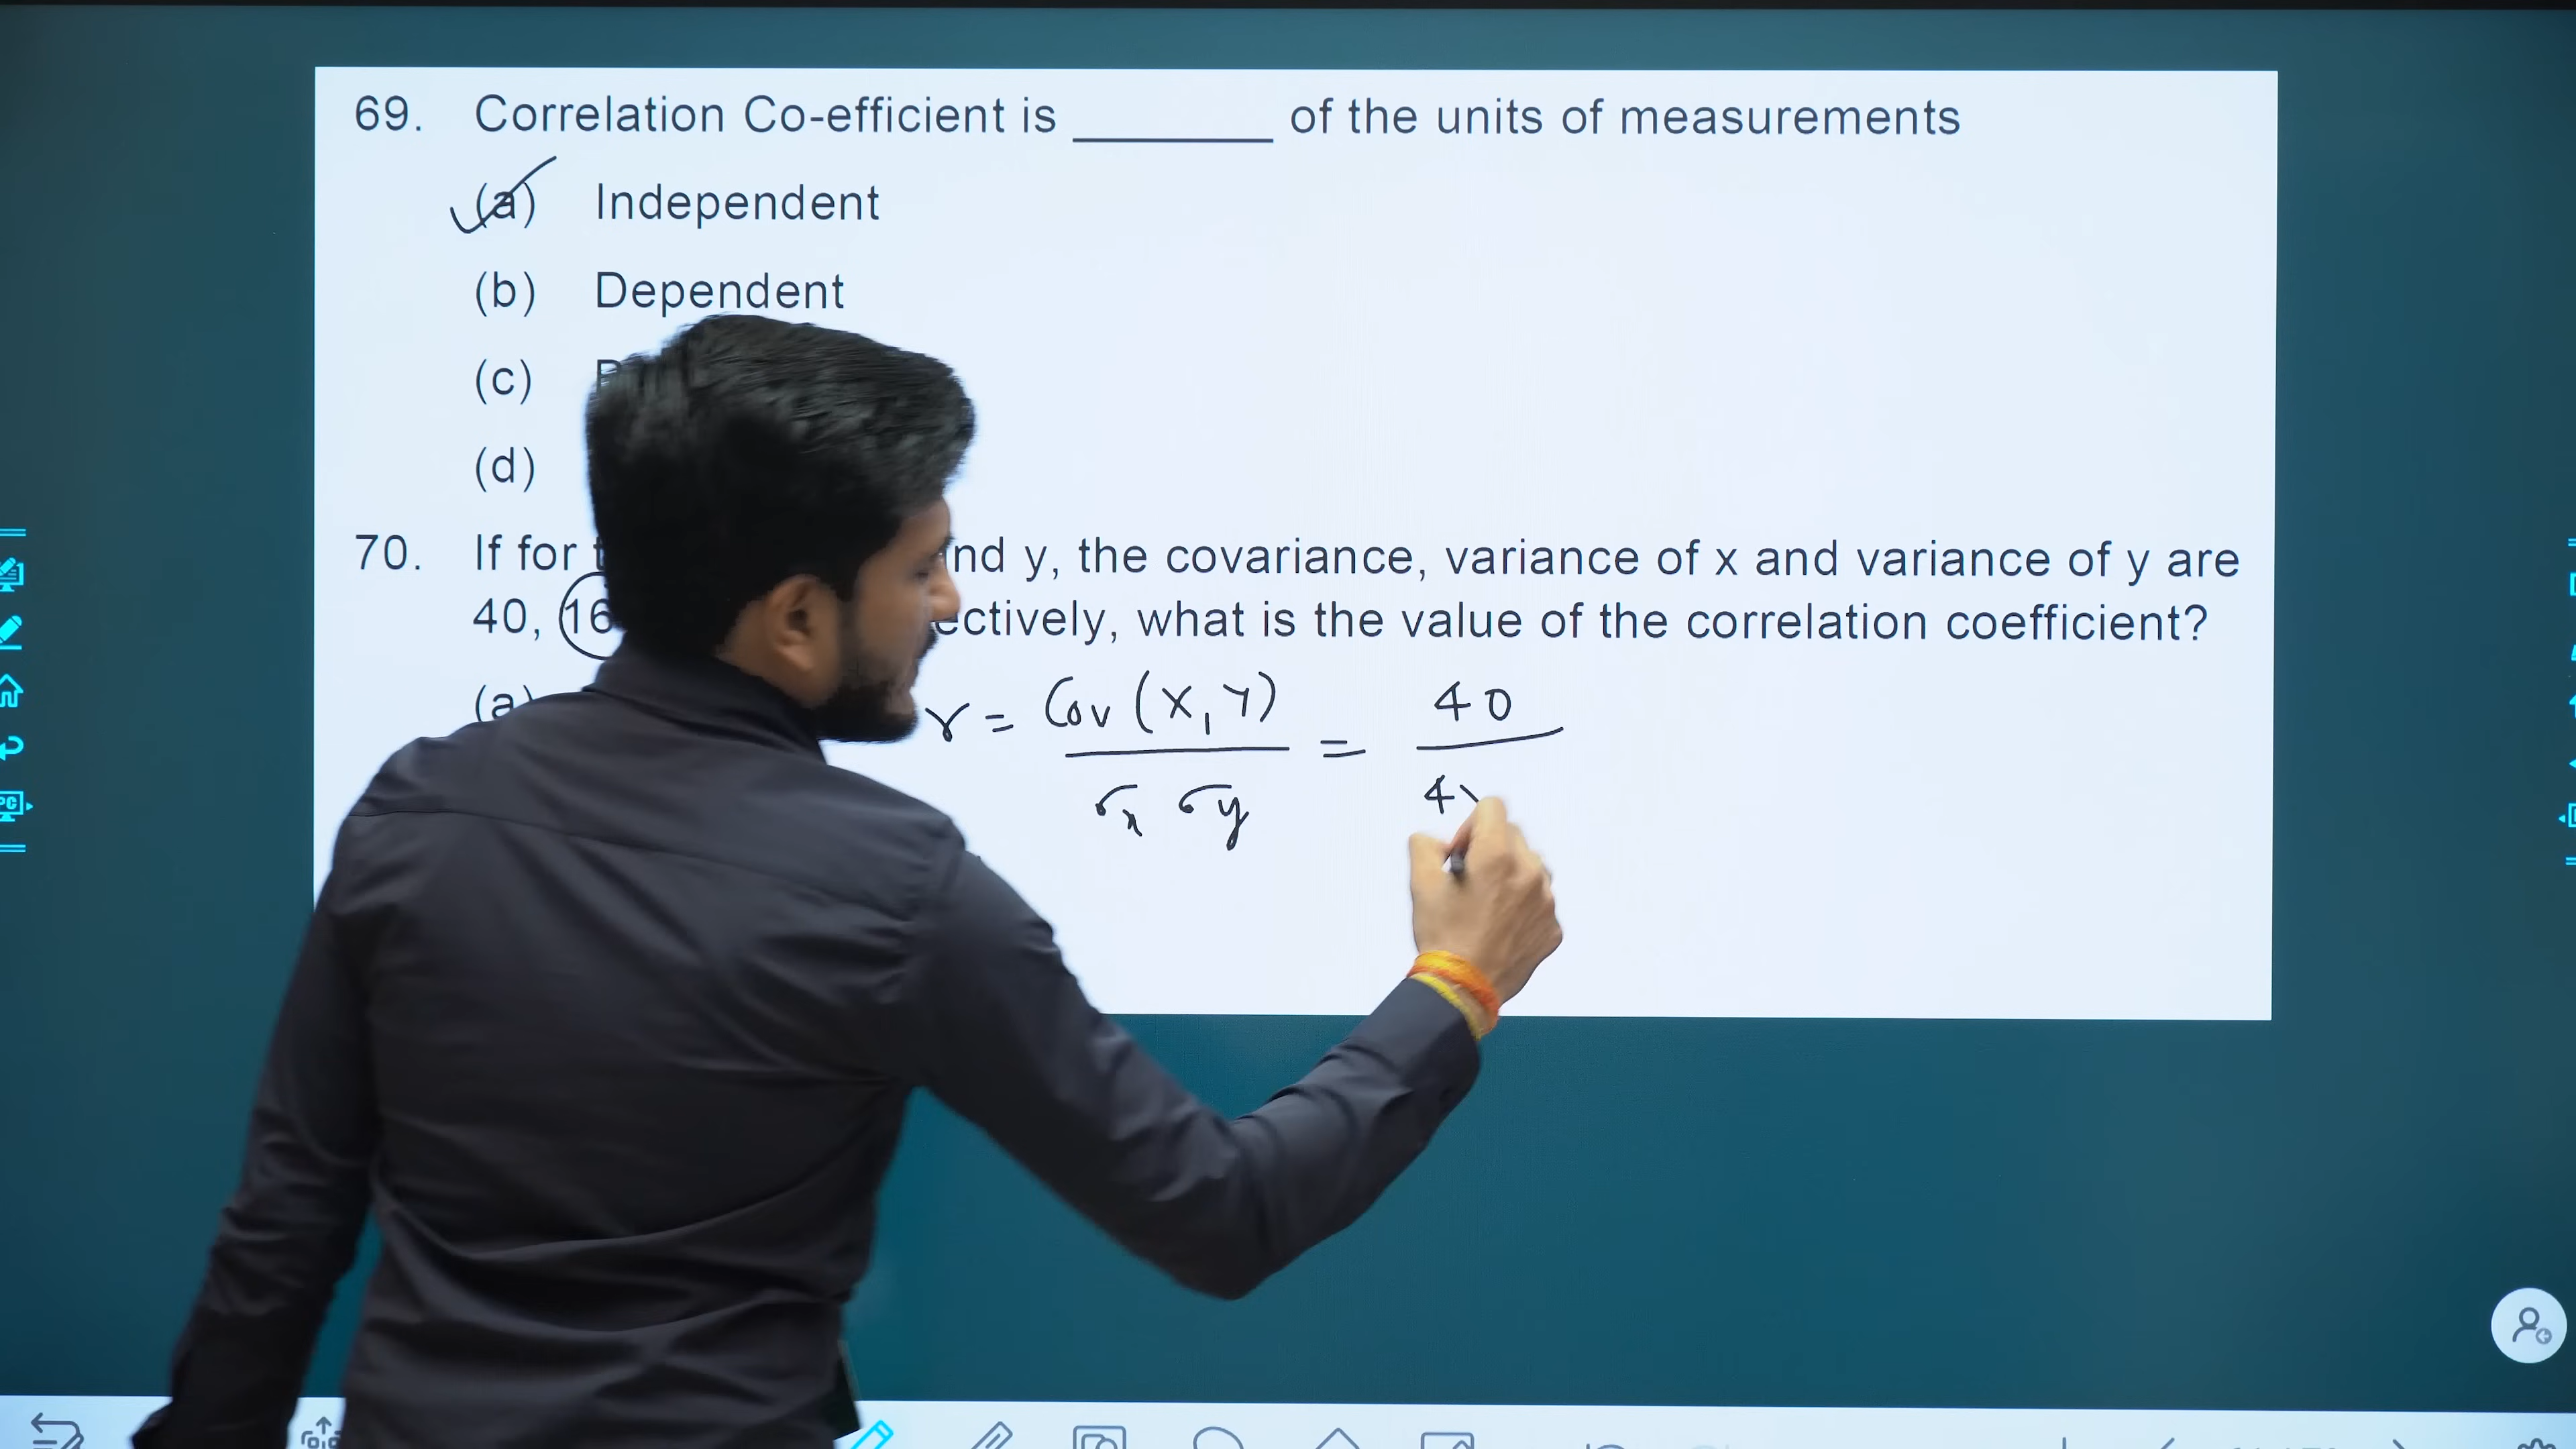 69. Correlation Co-efficient is ________ of the units of measurements
(a) Independent
(b) Dependent
(c)
(d)
70. If for nd y, the covariance, variance of x and variance of y are
40, 16 ectively, what is the value of the correlation coefficient?
(a)
r = Cov (X, Y) / σx σy = 40 / 4×